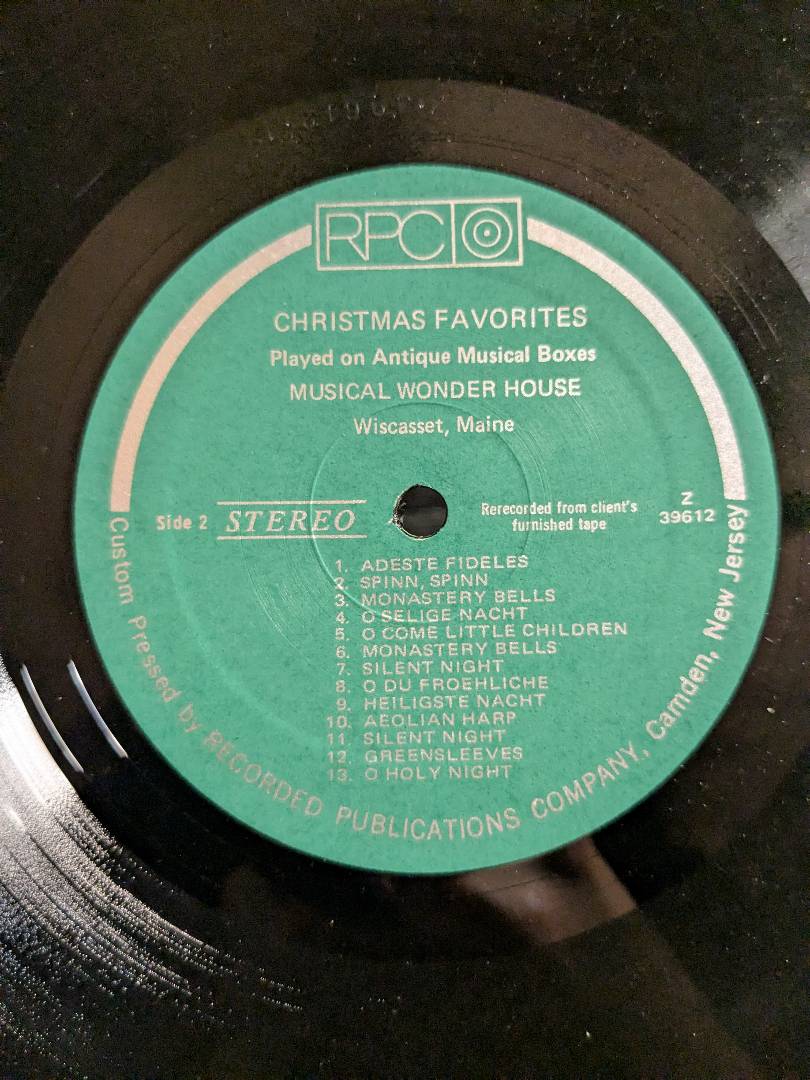 RPC
CHRISTMAS FAVORITES
Played on Antique Musical Boxes
MUSICAL WONDER HOUSE
Wiscasset, Maine
Side 2
STEREO
Rerecorded from client's
furnished tape
Z
39612
1. ADESTE FIDELES
2. SPINN, SPINN
3. MONASTERY BELLS
4. O SELIGE NACHT
5. O COME LITTLE CHILDREN
6. MONASTERY BELLS
7. SILENT NIGHT
8. O DU FROEHLICHE
9. HEILIGSTE NACHT
10. AEOLIAN HARP
11. SILENT NIGHT
12. GREENSLEEVES
13. O HOLY NIGHT
Custom Pressed by RECORDED PUBLICATIONS COMPANY, Camden, New Jersey